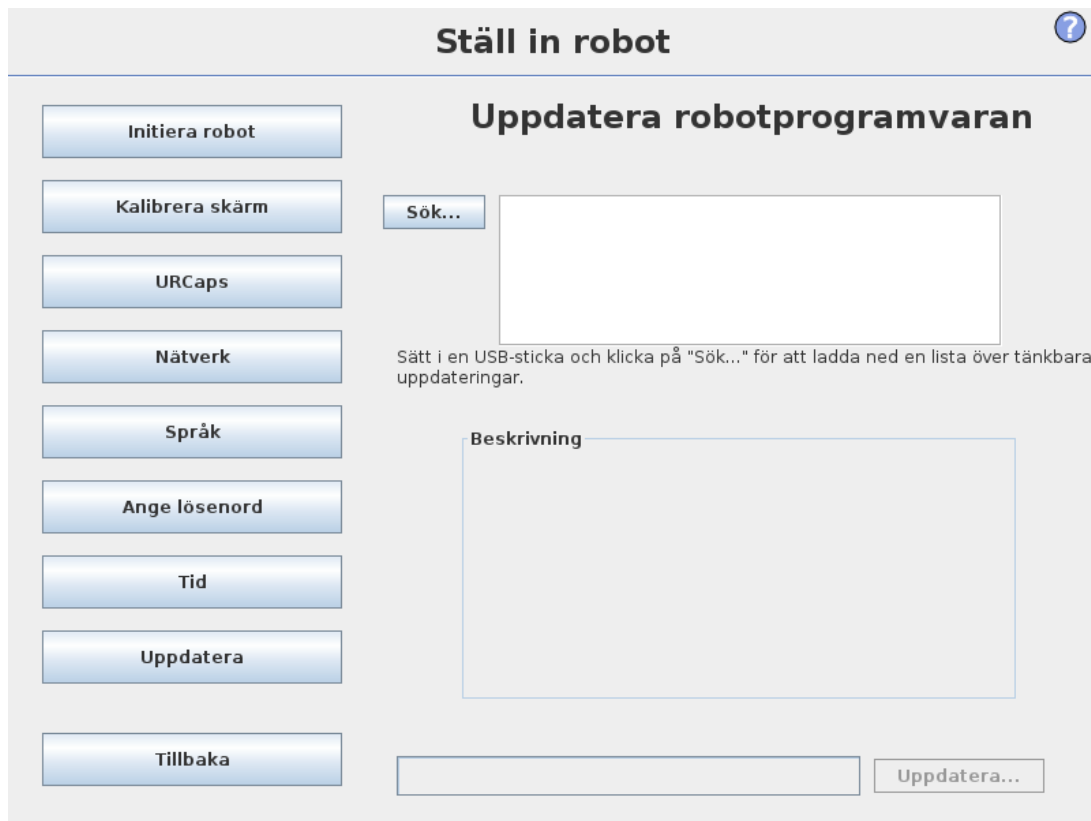 Ställ in robot
?
Initiera robot
Kalibrera skärm
URCaps
Nätverk
Språk
Ange lösenord
Tid
Uppdatera
Tillbaka
Uppdatera robotprogramvaran
Sök...
Sätt i en USB-sticka och klicka på "Sök..." för att ladda ned en lista över tänkbara
uppdateringar.
Beskrivning
Uppdatera...